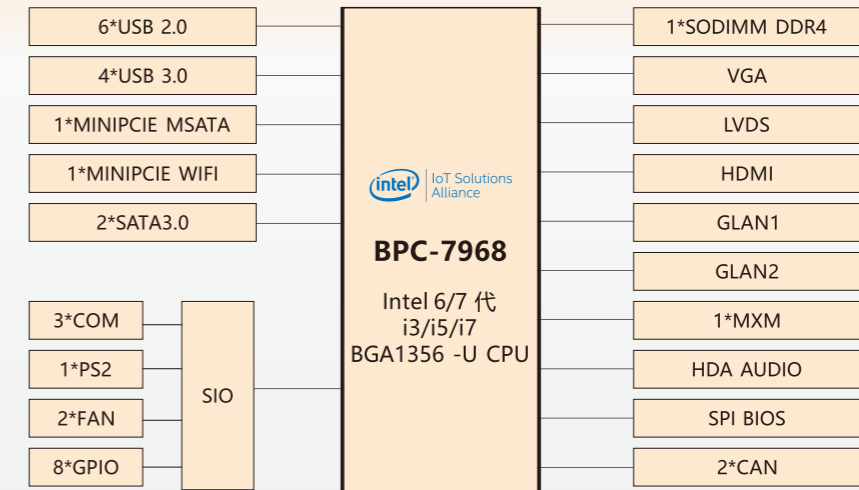 6*USB 2.0
4*USB 3.0
1*MINIPCIE MSATA
1*MINIPCIE WIFI
2*SATA3.0
3*COM
1*PS2
2*FAN
8*GPIO
SIO
intel® IoT Solutions
Alliance
BPC-7968
Intel 6/7 代
i3/i5/i7
BGA1356 -U CPU
1*SODIMM DDR4
VGA
LVDS
HDMI
GLAN1
GLAN2
1*MXM
HDA AUDIO
SPI BIOS
2*CAN